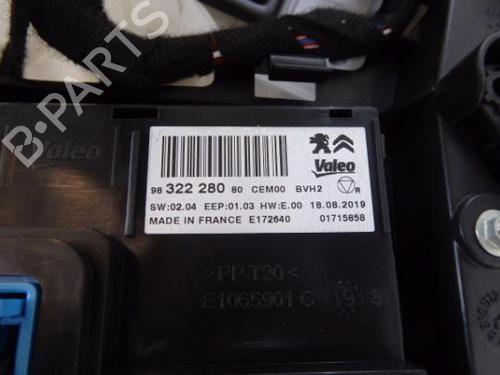 Valeo
Valeo
98 322 280 80 CEM00 BVH2 R
SW:02.04 EEP:01.03 HW:E.00 18.08.2019
MADE IN FRANCE E172640 01715858
>PP.T20<
E1065901 C
B-PARTS